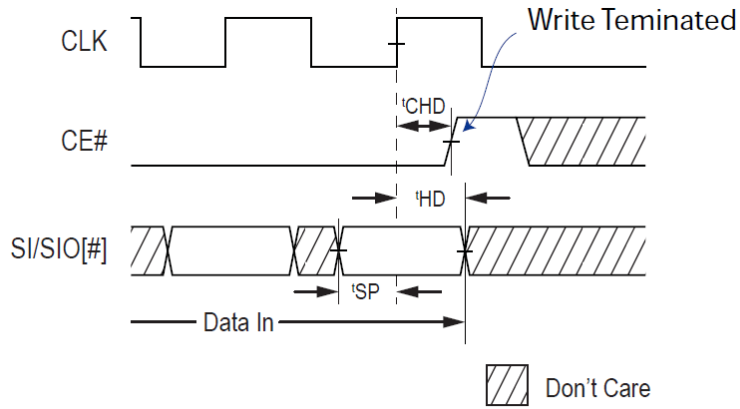 Write Teminated
CLK
tCHD
CE#
tHD
SI/SIO[#]
tSP
Data In
Don't Care